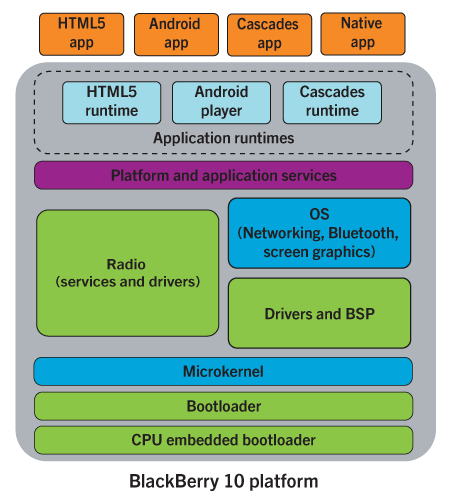 HTML5
app
Android
app
Cascades
app
Native
app
HTML5
runtime
Android
player
Cascades
runtime
Application runtimes
Platform and application services
Radio
(services and drivers)
OS
(Networking, Bluetooth,
screen graphics)
Drivers and BSP
Microkernel
Bootloader
CPU embedded bootloader
BlackBerry 10 platform